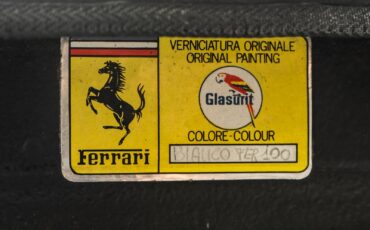 VERNICIATURA ORIGINALE
ORIGINAL PAINTING
Glasurit
COLORE-COLOUR
BIANCO FER 100
Ferrari